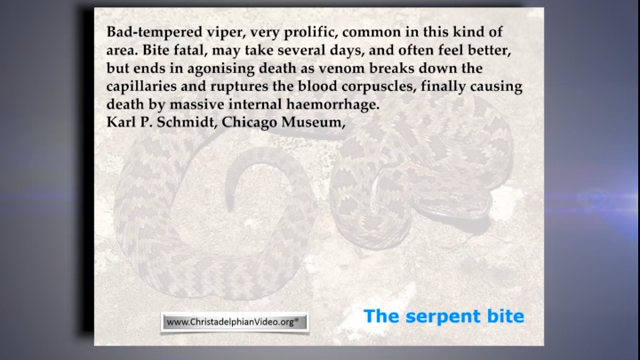 Bad-tempered viper, very prolific, common in this kind of
area. Bite fatal, may take several days, and often feel better,
but ends in agonising death as venom breaks down the
capillaries and ruptures the blood corpuscles, finally causing
death by massive internal haemorrhage.
Karl P. Schmidt, Chicago Museum,
The serpent bite
www.ChristadelphianVideo.org®